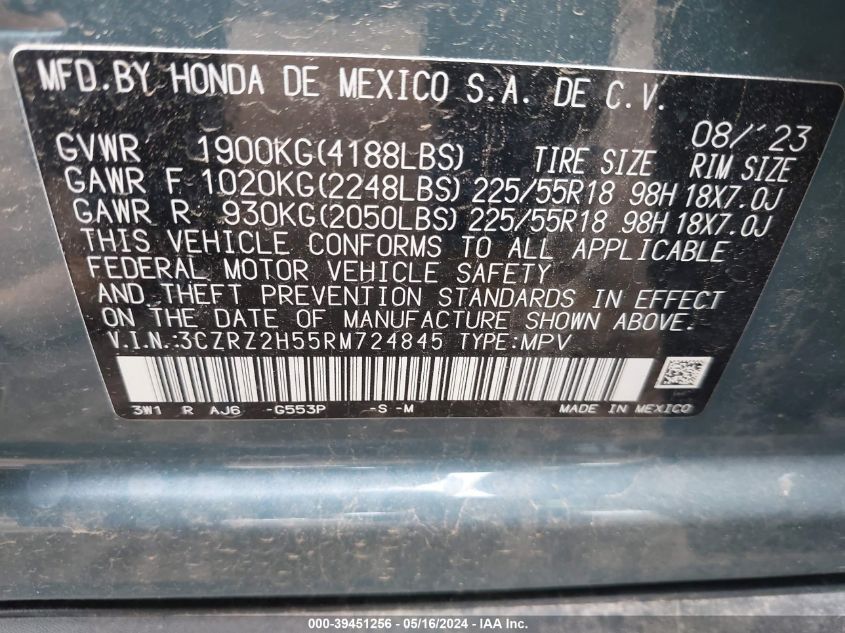 MFD.BY HONDA DE MEXICO S.A. DE C.V.
08/'23
GVWR 1900KG(4188LBS) TIRE SIZE RIM SIZE
GAWR F 1020KG(2248LBS) 225/55R18 98H 18X7.0J
GAWR R 930KG(2050LBS) 225/55R18 98H 18X7.0J
THIS VEHICLE CONFORMS TO ALL APPLICABLE
FEDERAL MOTOR VEHICLE SAFETY
AND THEFT PREVENTION STANDARDS IN EFFECT
ON THE DATE OF MANUFACTURE SHOWN ABOVE.
V.I.N.:3CZRZ2H55RM724845 TYPE:MPV
3W1 R AJ6 -G553P -S -M MADE IN MEXICO
000-39451256 - 05/16/2024 - IAA Inc.